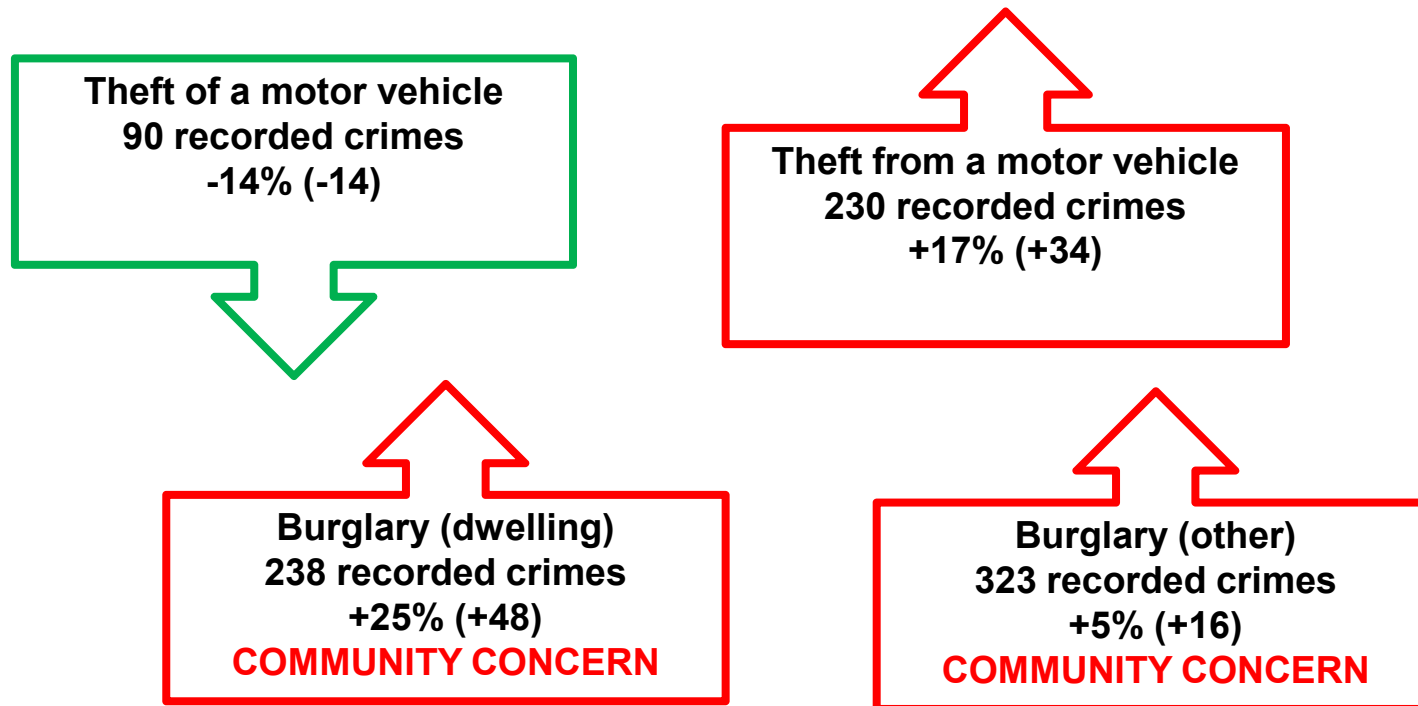 Theft of a motor vehicle
90 recorded crimes
-14% (-14)
Theft from a motor vehicle
230 recorded crimes
+17% (+34)
Burglary (dwelling)
238 recorded crimes
+25% (+48)
COMMUNITY CONCERN
Burglary (other)
323 recorded crimes
+5% (+16)
COMMUNITY CONCERN